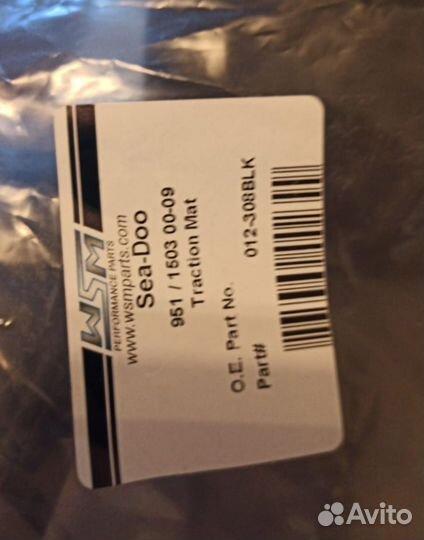 WSM
PERFORMANCE PARTS
www.wsmparts.com
Sea-Doo
951 / 1503 00-09
Traction Mat
O.E. Part No.
Part# 012-308BLK
Avito